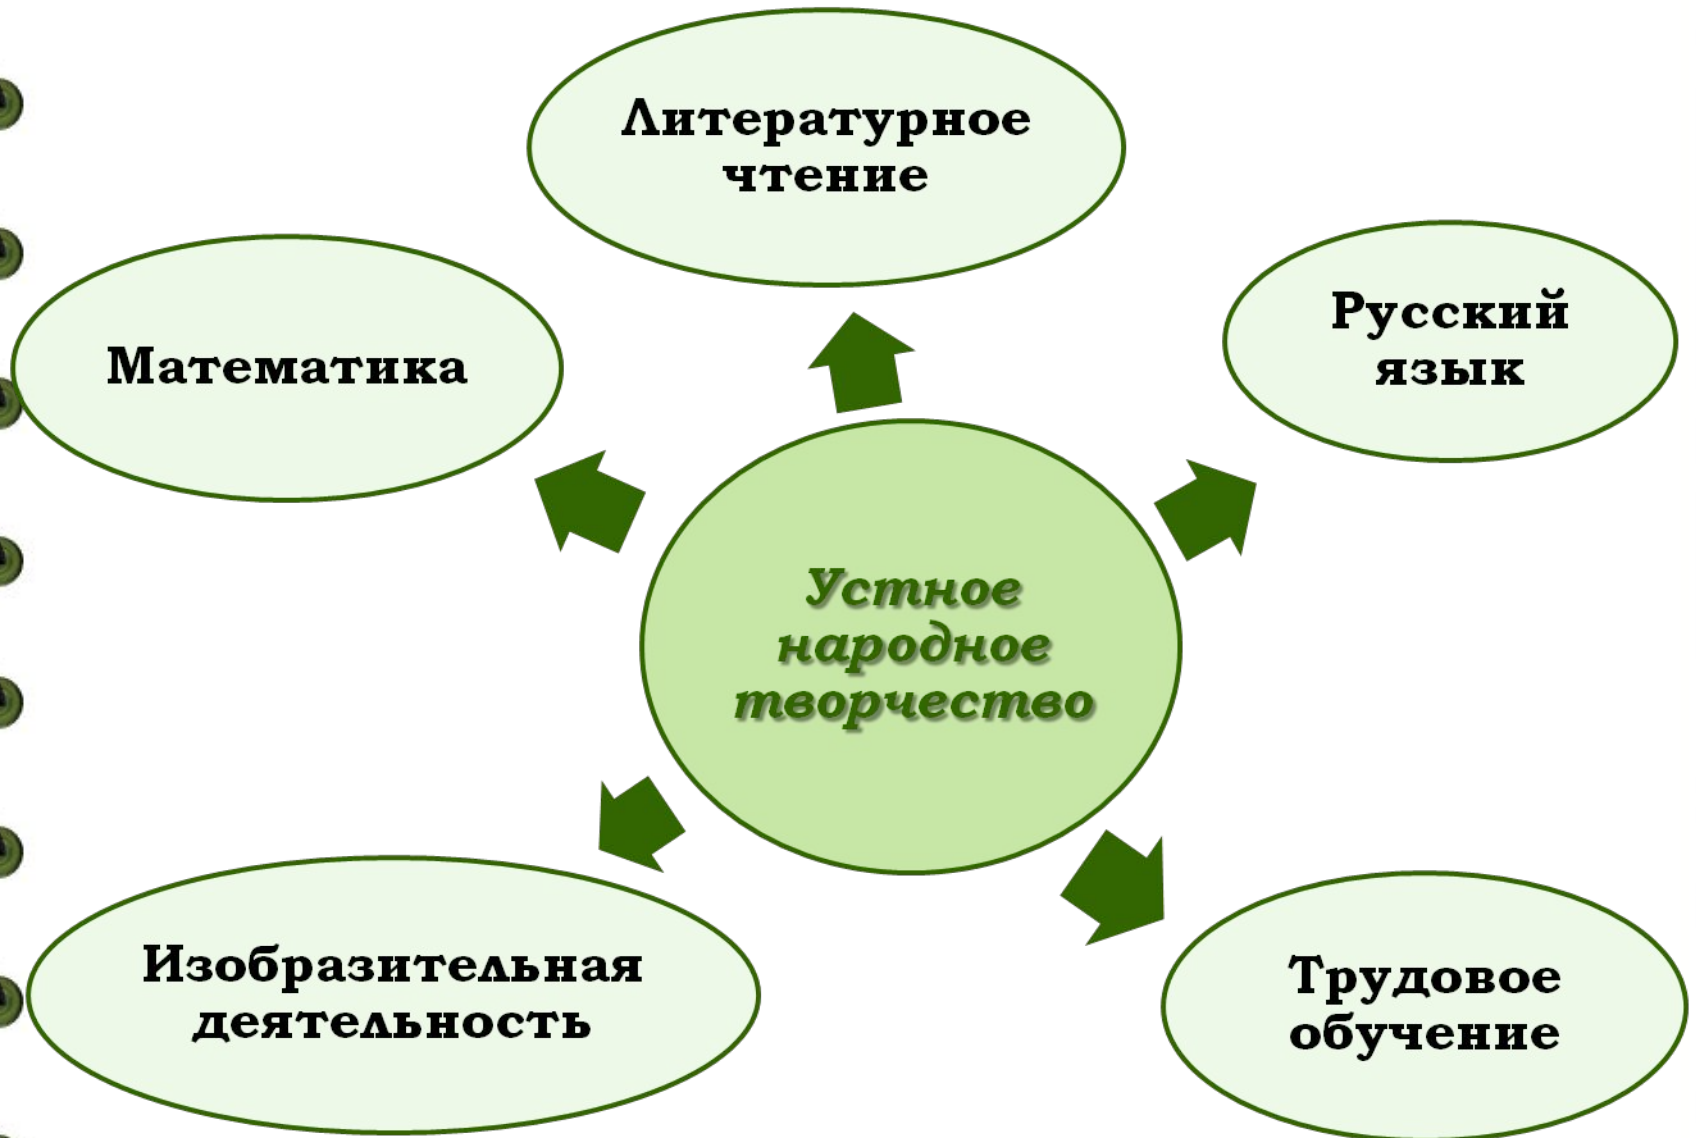 Литературное
чтение
Русский
язык
Математика
Устное
народное
творчество
Изобразительная
деятельность
Трудовое
обучение